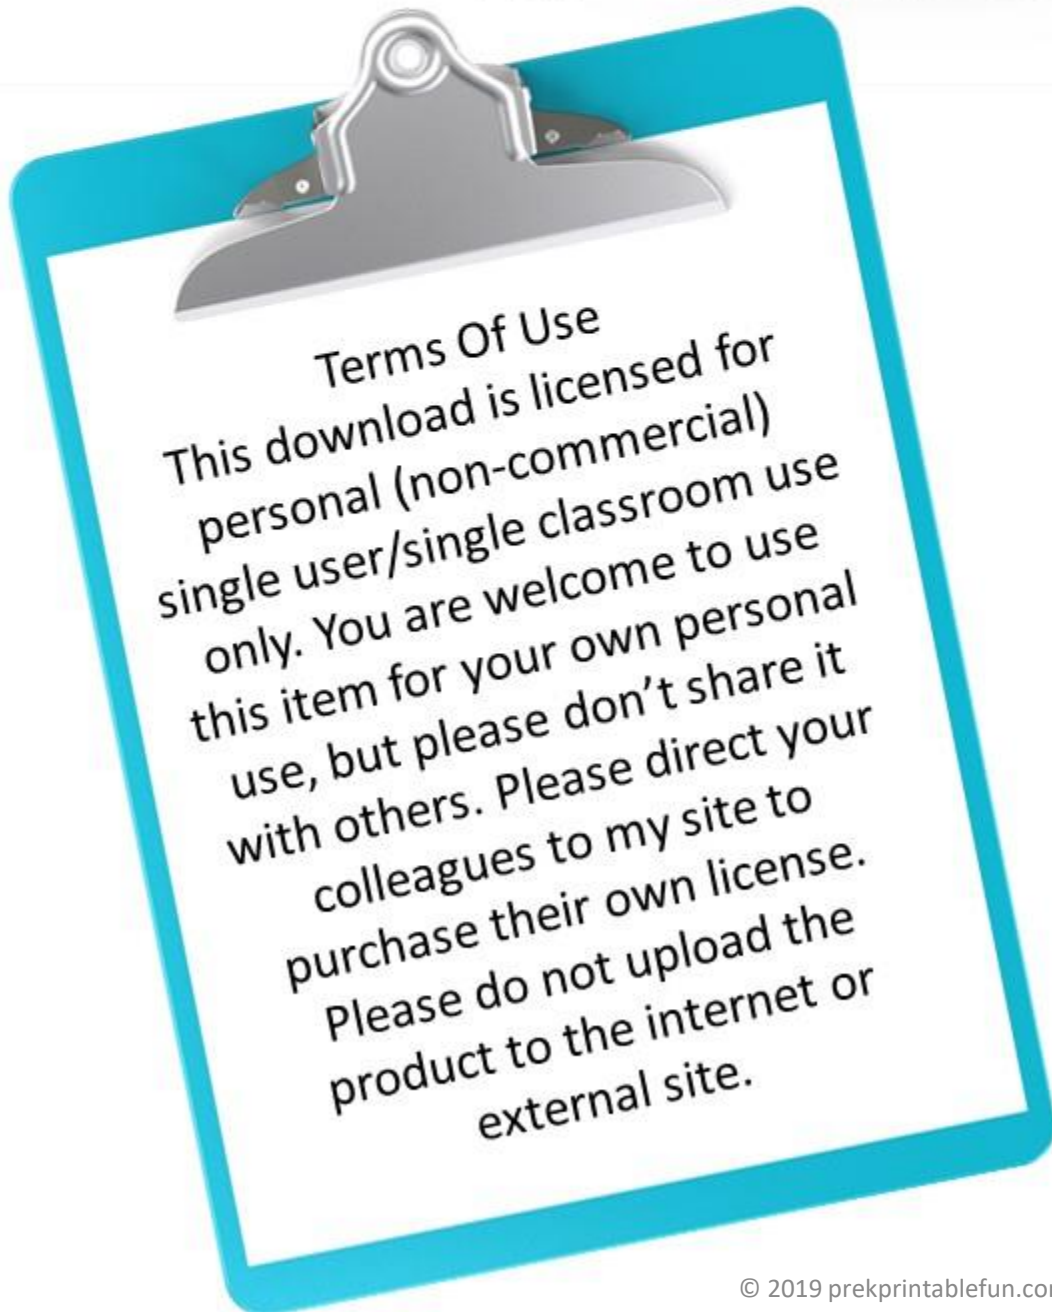 Terms Of Use
This download is licensed for
personal (non-commercial)
single user/single classroom use
only. You are welcome to use
this item for your own personal
use, but please don’t share it
with others. Please direct your
colleagues to my site to
purchase their own license.
Please do not upload the
product to the internet or
external site.
© 2019 prekprintablefun.com